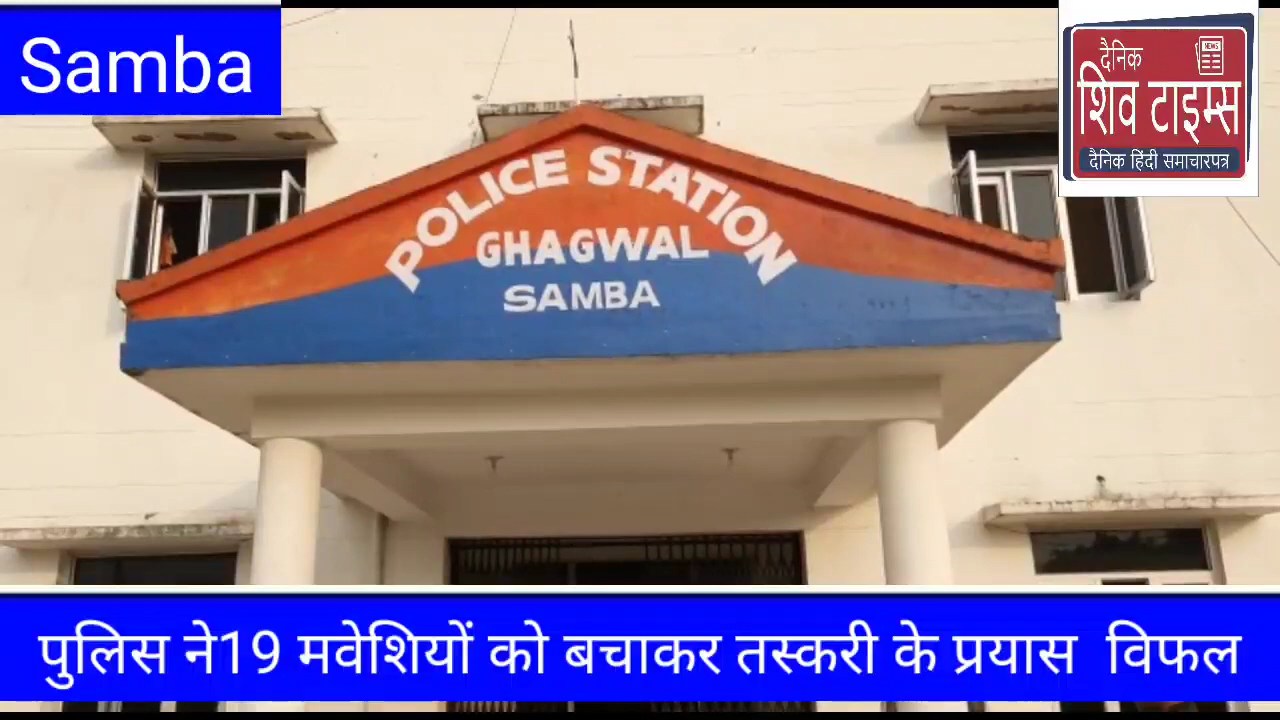 Samba
दैनिक
NEWS
शिव टाइम्स
दैनिक हिंदी समाचारपत्र
POLICE STATION
GHAGWAL
SAMBA
पुलिस ने19 मवेशियों को बचाकर तस्करी के प्रयास विफल